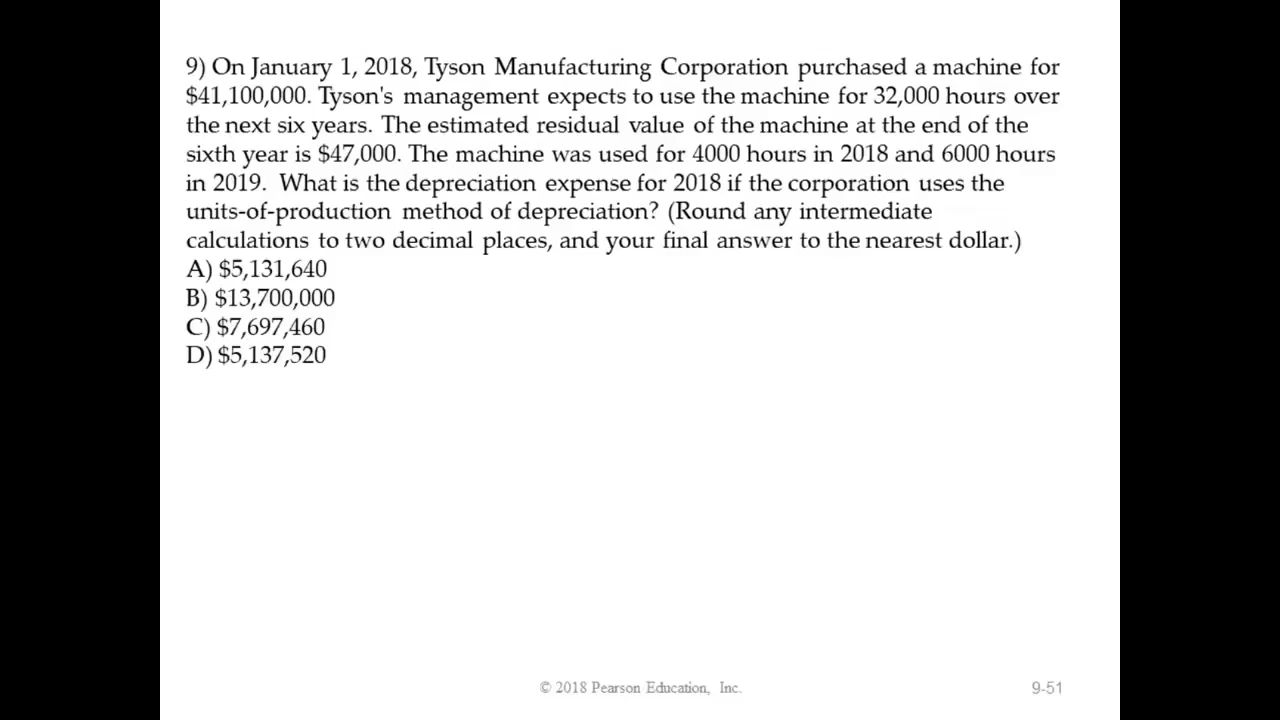 9) On January 1, 2018, Tyson Manufacturing Corporation purchased a machine for
$41,100,000. Tyson's management expects to use the machine for 32,000 hours over
the next six years. The estimated residual value of the machine at the end of the
sixth year is $47,000. The machine was used for 4000 hours in 2018 and 6000 hours
in 2019. What is the depreciation expense for 2018 if the corporation uses the
units-of-production method of depreciation? (Round any intermediate
calculations to two decimal places, and your final answer to the nearest dollar.)
A) $5,131,640
B) $13,700,000
C) $7,697,460
D) $5,137,520
© 2018 Pearson Education, Inc.
9-51